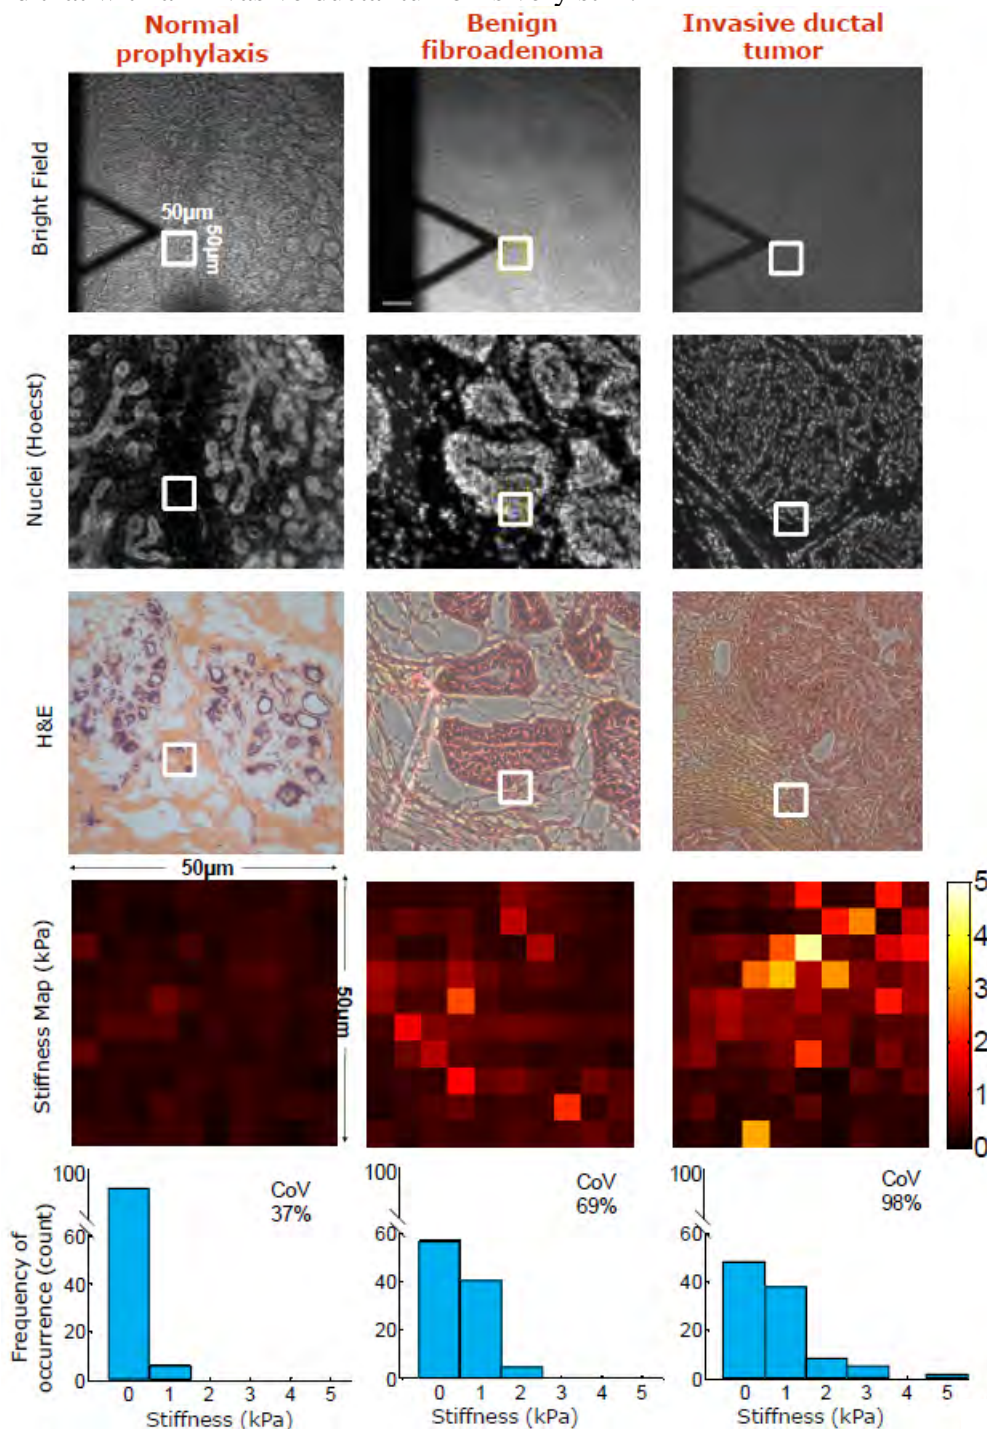 Normal prophylaxis
Benign fibroadenoma
Invasive ductal tumor
Bright Field
50µm
50µm
Nuclei (Hoecst)
H&E
50µm
50um
Stiffness Map (kPa)
5
4
3
2
1
0
Frequency of occurrence (count)
100
60
40
20
0
CoV
37%
0 1 2 3 4 5
Stiffness (kPa)
100
60
40
20
0
CoV
69%
0 1 2 3 4 5
Stiffness (kPa)
100
60
40
20
0
CoV
98%
0 1 2 3 4 5
Stiffness (kPa)